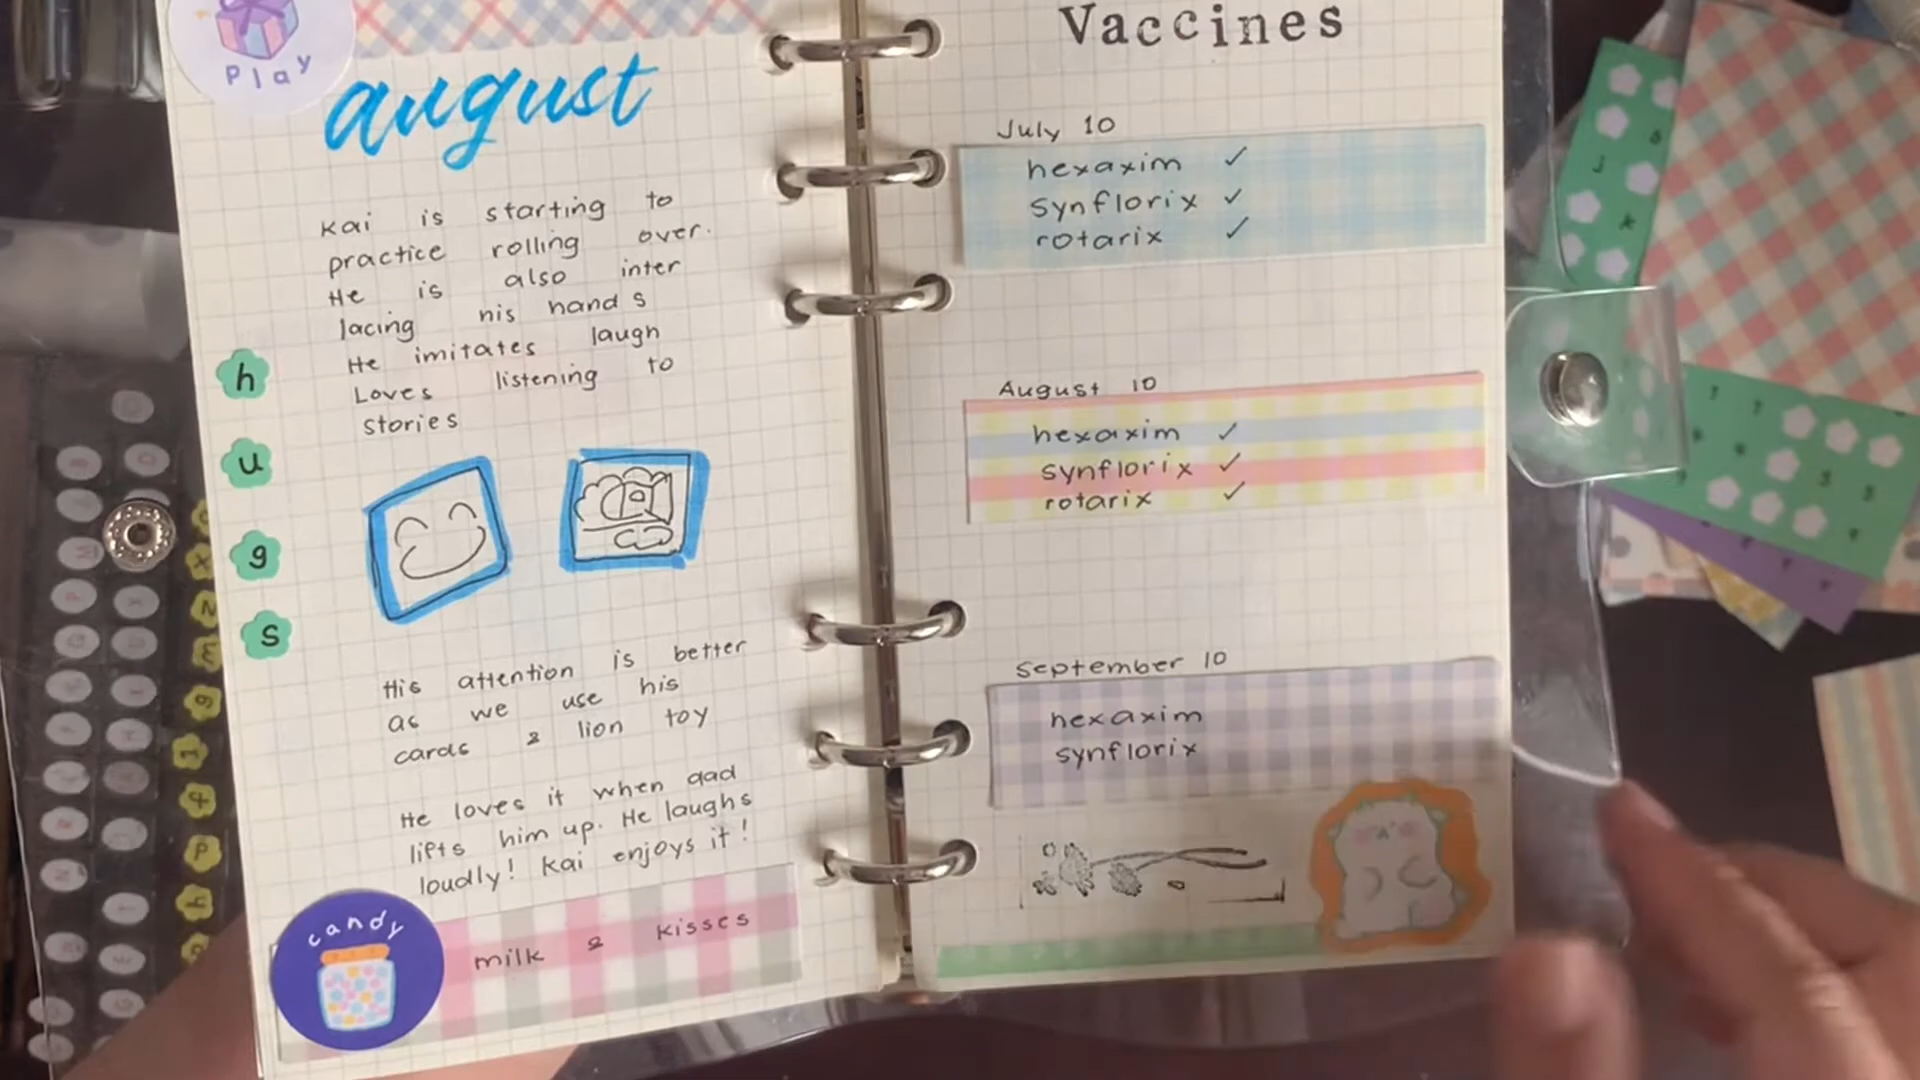 Play
august
Kai is starting to
practice rolling over.
He is also inter
lacing his hands
He imitates laugh
Loves listening to
stories
h
u
g
s
His attention is better
as we use his
cards & lion toy
He loves it when dad
lifts him up. He laughs
loudly! Kai enjoys it!
candy
milk & kisses
Vaccines
July 10
hexaxim ✓
synflorix ✓
rotarix ✓
August 10
hexaxim ✓
synflorix ✓
rotarix ✓
September 10
hexaxim
synflorix